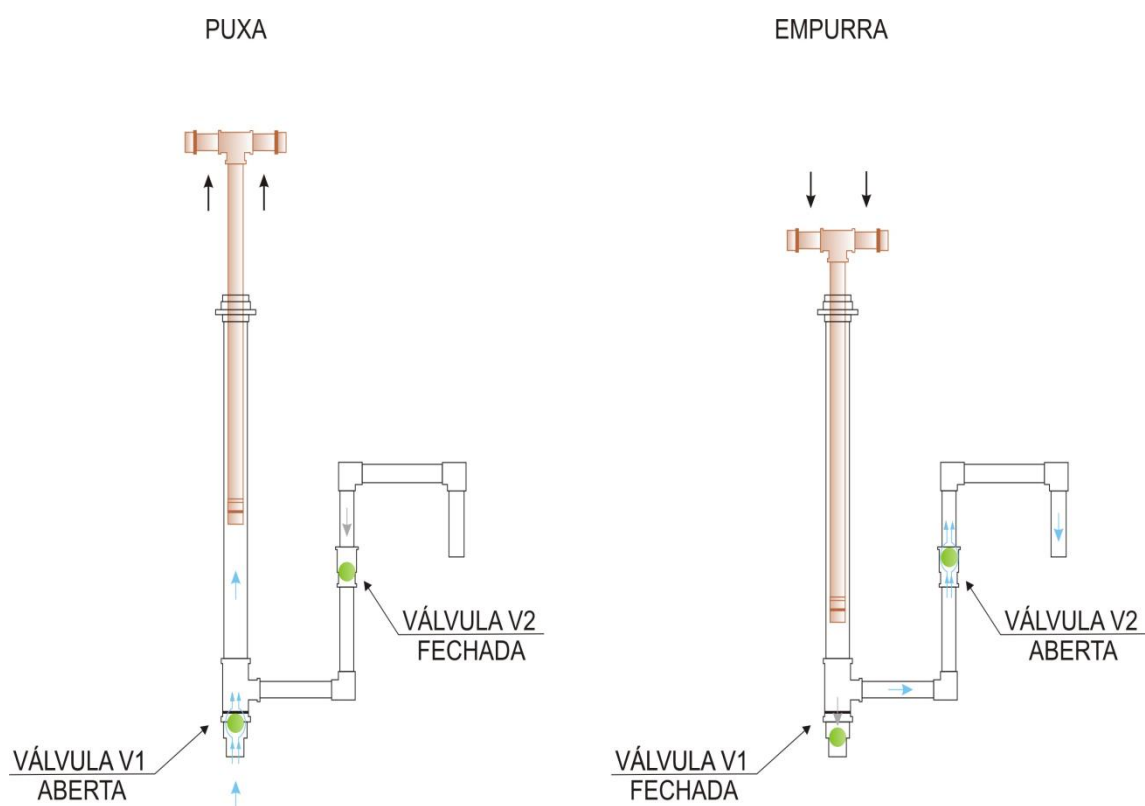 PUXA
EMPURRA
VÁLVULA V2
FECHADA
VÁLVULA V2
ABERTA
VÁLVULA V1
ABERTA
VÁLVULA V1
FECHADA